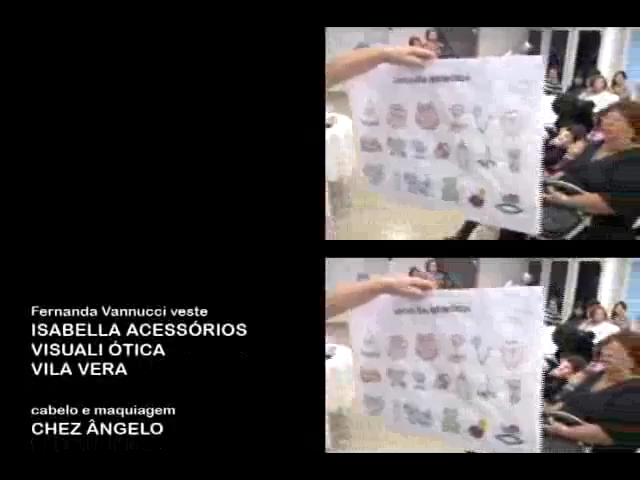 Fernanda Vannucci veste
ISABELLA ACESSÓRIOS
VISUALI ÓTICA
VILA VERA
cabelo e maquiagem
CHEZ ÂNGELO